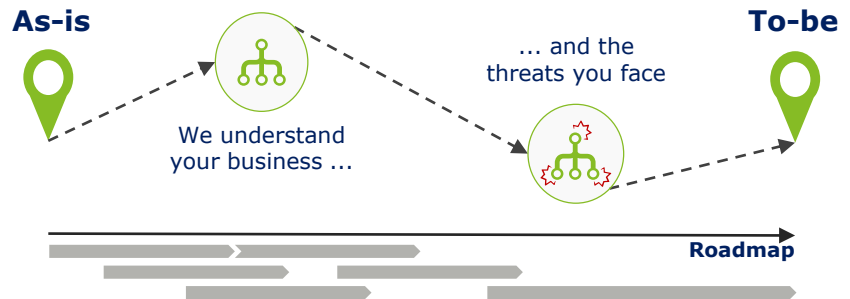 As-is
To-be
... and the
threats you face
We understand
your business ...
Roadmap